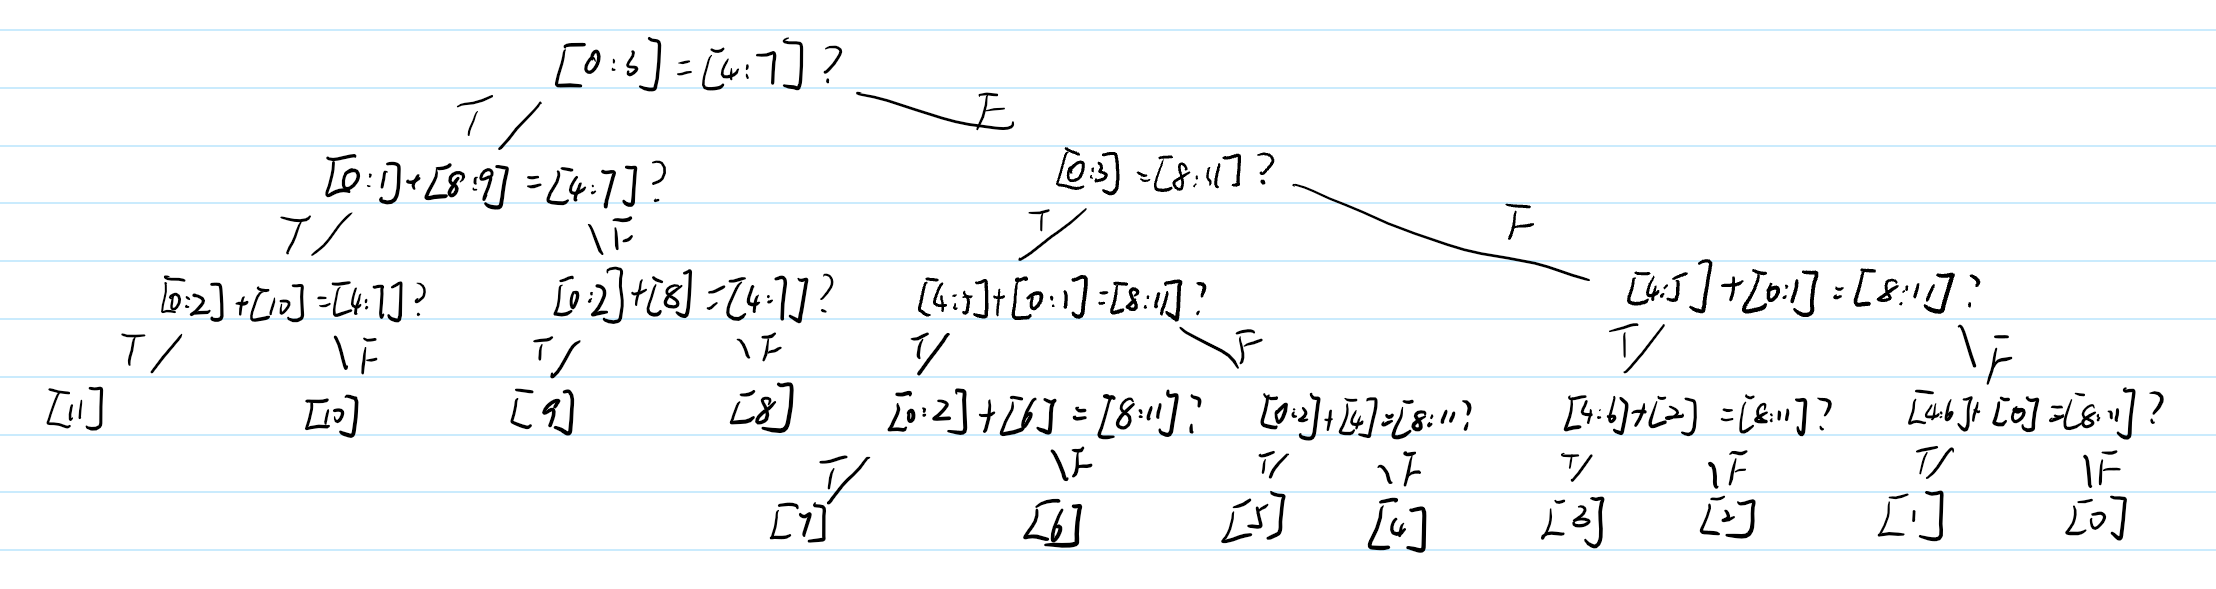 [0:3] = [4:7] ?
T F
[0:1]+[8:9] = [4:7] ? [0:3] = [8:11] ?
T F T F
[0:2]+[10] = [4:7] ? [0:2]+[8] = [4:7] ? [4:5]+[0:1] = [8:11] ? [4:5]+[0:1] = [8:11] ?
T F T F T F T F
[11] [10] [9] [8] [0:2]+[6] = [8:11] ? [0:2]+[4] = [8:11] ? [4:6]+[2] = [8:11] ? [4:6]+[0] = [8:11] ?
T F T F T F T F
[7] [6] [5] [4] [3] [2] [1] [0]